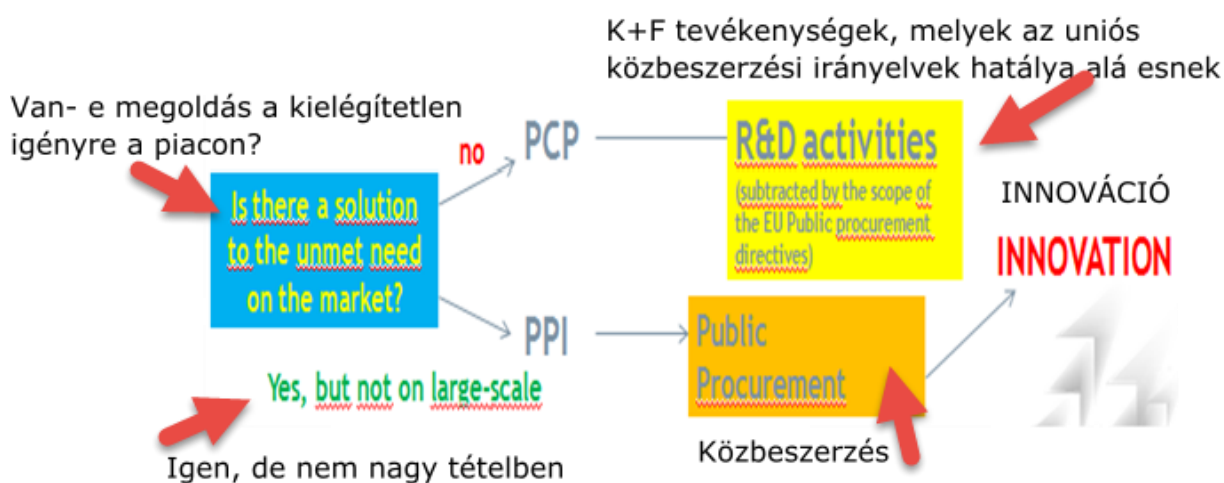 K+F tevékenységek, melyek az uniós
közbeszerzési irányelvek hatálya alá esnek
Van- e megoldás a kielégítetlen
igényre a piacon?
no
PCP
R&D activities
(subtracted by the scope of
the EU Public procurement
directives)
Is there a solution
to the unmet need
on the market?
INNOVÁCIÓ
INNOVATION
PPI
Public
Procurement
Yes, but not on large-scale
Igen, de nem nagy tételben
Közbeszerzés